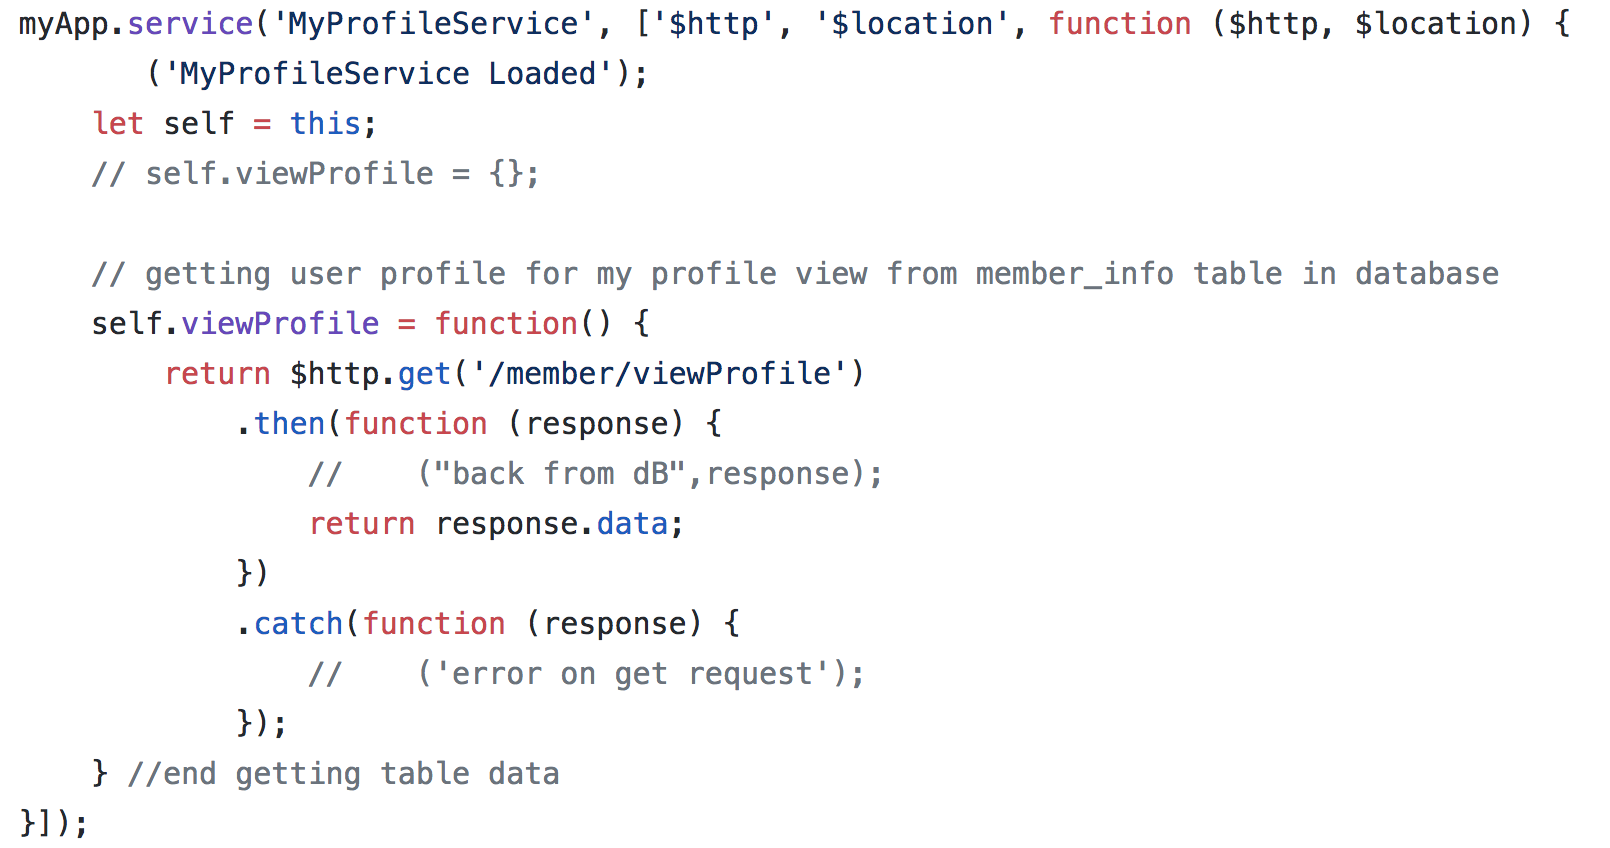 myApp.service('MyProfileService', ['$http', '$location', function ($http, $location) {
       ('MyProfileService Loaded');
    let self = this;
    // self.viewProfile = {};

    // getting user profile for my profile view from member_info table in database
    self.viewProfile = function() {
        return $http.get('/member/viewProfile')
            .then(function (response) {
                //    ("back from dB",response);
                return response.data;
            })
            .catch(function (response) {
                //    ('error on get request');
            });
    } //end getting table data
}]);